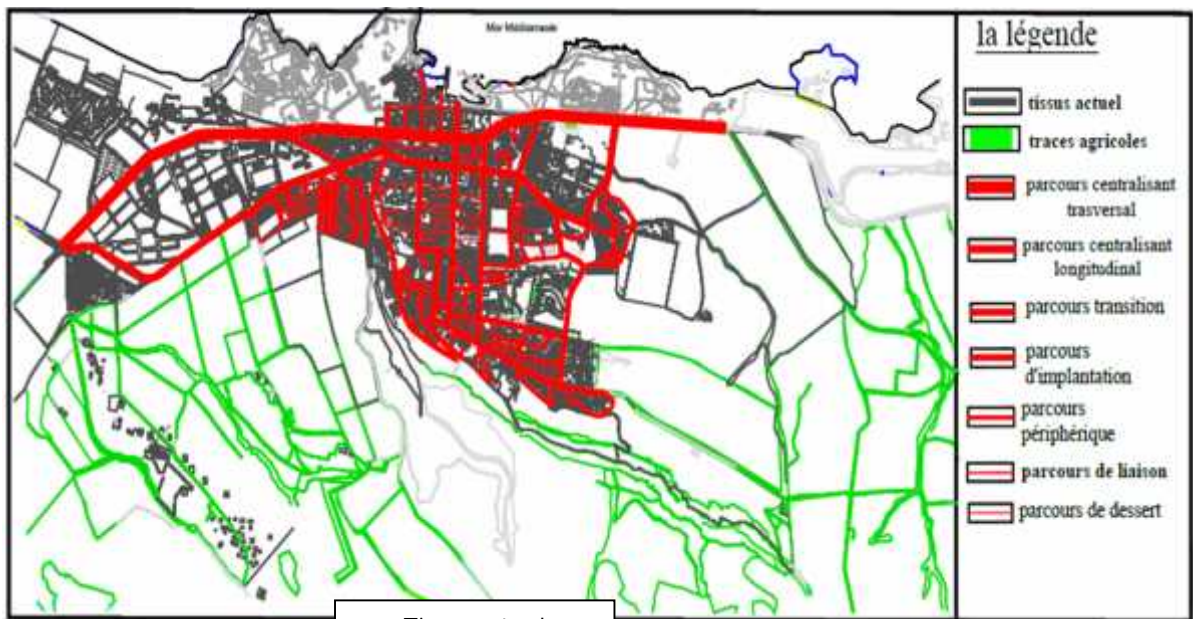 Mer Méditerranée
la légende
tissus actuel
traces agricoles
parcours centralisant
trasversal
parcours centralisant
longitudinal
parcours transition
parcours
d'implantation
parcours
périphérique
parcours de liaison
parcours de dessert